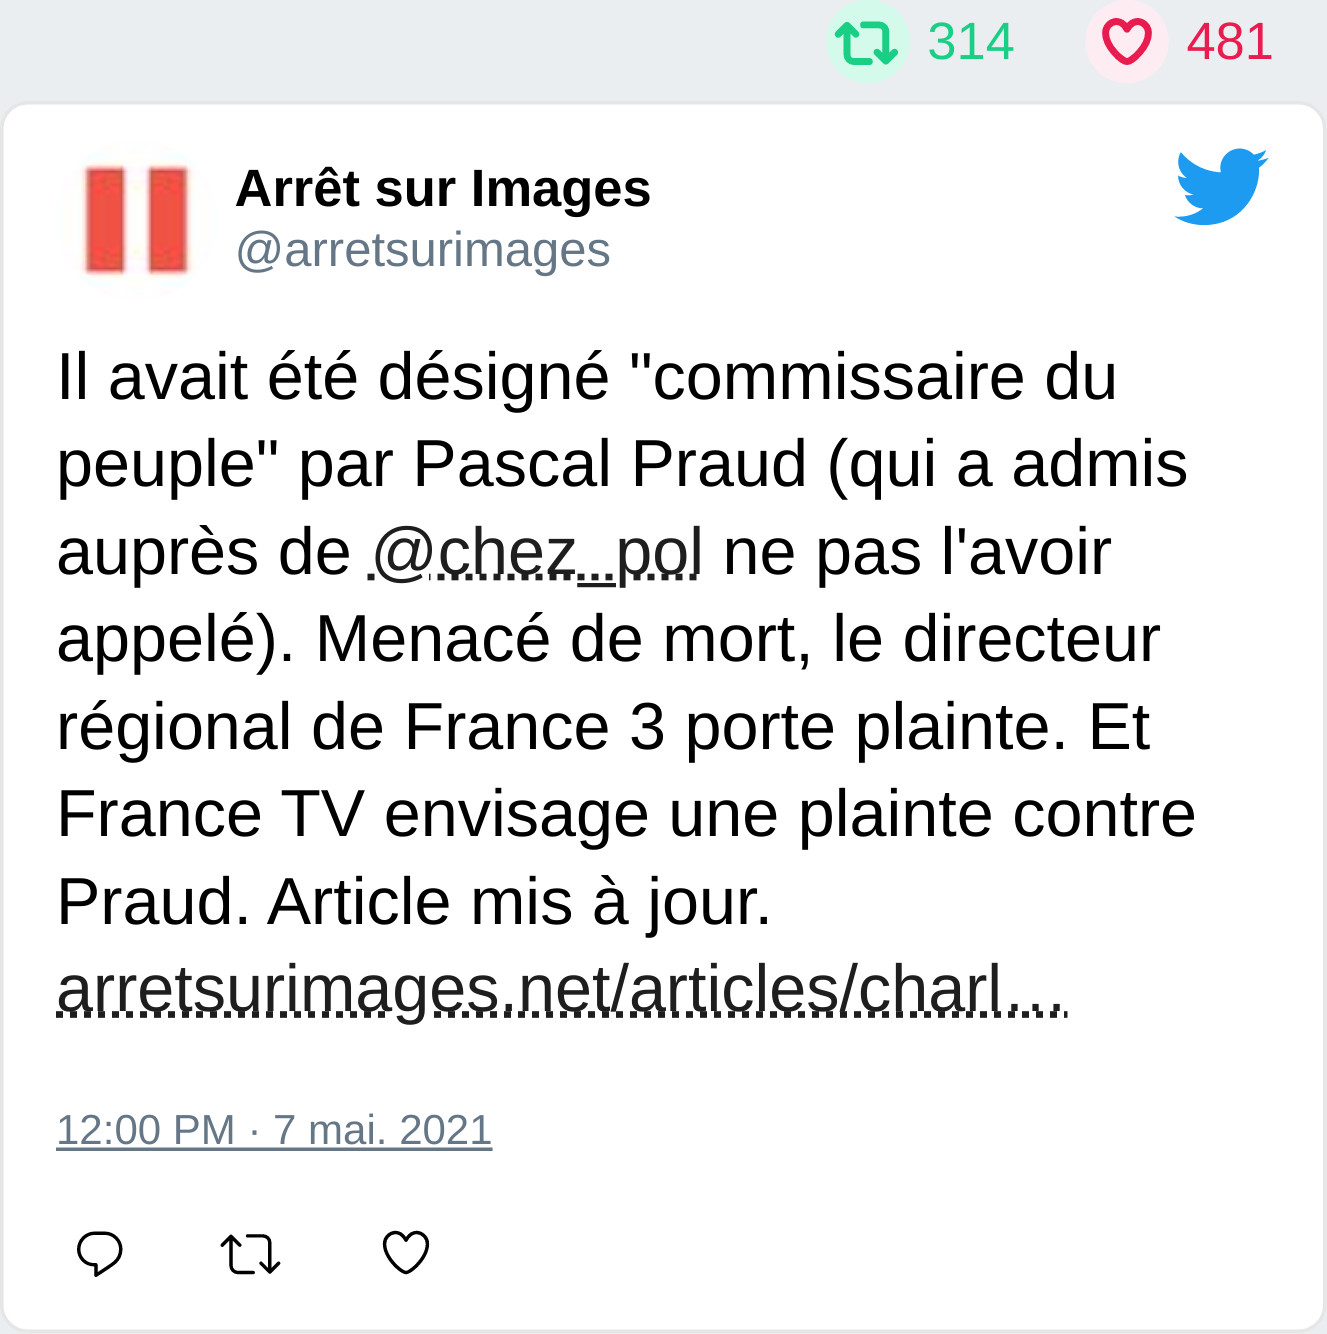 314 481
Arrêt sur Images
@arretsurimages
Il avait été désigné "commissaire du
peuple" par Pascal Praud (qui a admis
auprès de @chez_pol ne pas l'avoir
appelé). Menacé de mort, le directeur
régional de France 3 porte plainte. Et
France TV envisage une plainte contre
Praud. Article mis à jour.
arretsurimages.net/articles/charl…
12:00 PM · 7 mai. 2021